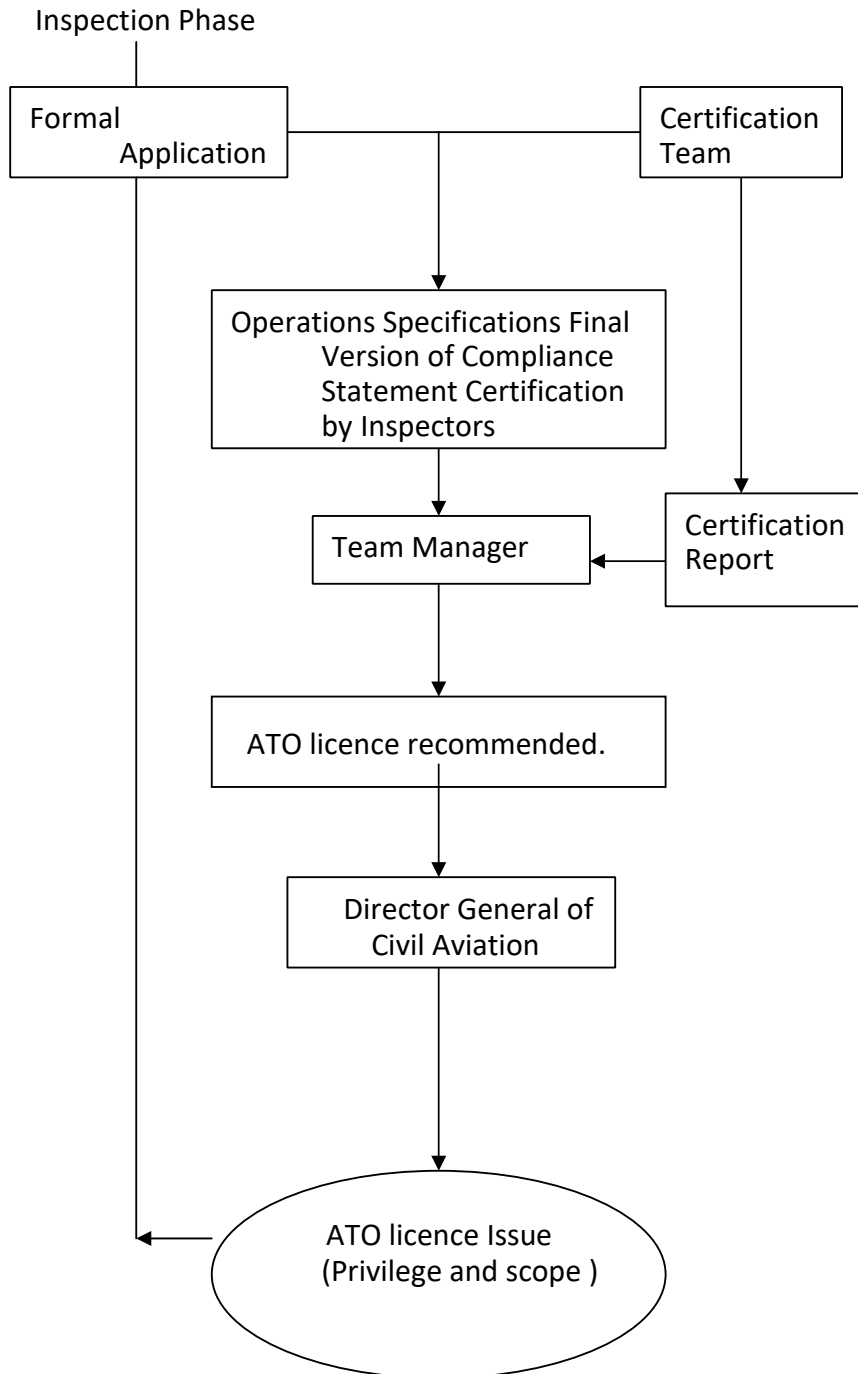 Inspection Phase
Formal
Application
Certification
Team
Operations Specifications Final
Version of Compliance
Statement Certification
by Inspectors
Team Manager
Certification
Report
ATO licence recommended.
Director General of
Civil Aviation
ATO licence Issue
(Privilege and scope )